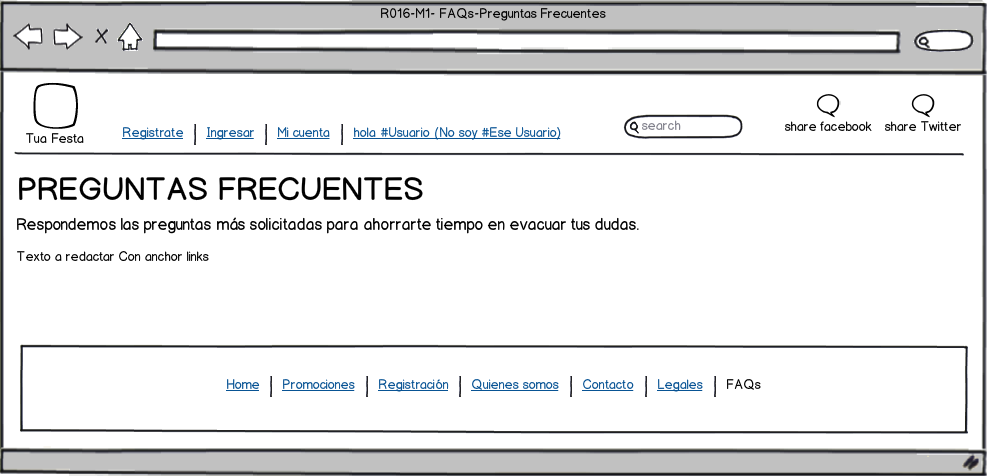 R016-M1- FAQs-Preguntas Frecuentes
Tua Festa
Registrate | Ingresar | Mi cuenta | hola #Usuario (No soy #Ese Usuario)
search
share facebook
share Twitter
PREGUNTAS FRECUENTES
Respondemos las preguntas más solicitadas para ahorrarte tiempo en evacuar tus dudas.
Texto a redactar Con anchor links
Home | Promociones | Registración | Quienes somos | Contacto | Legales | FAQs